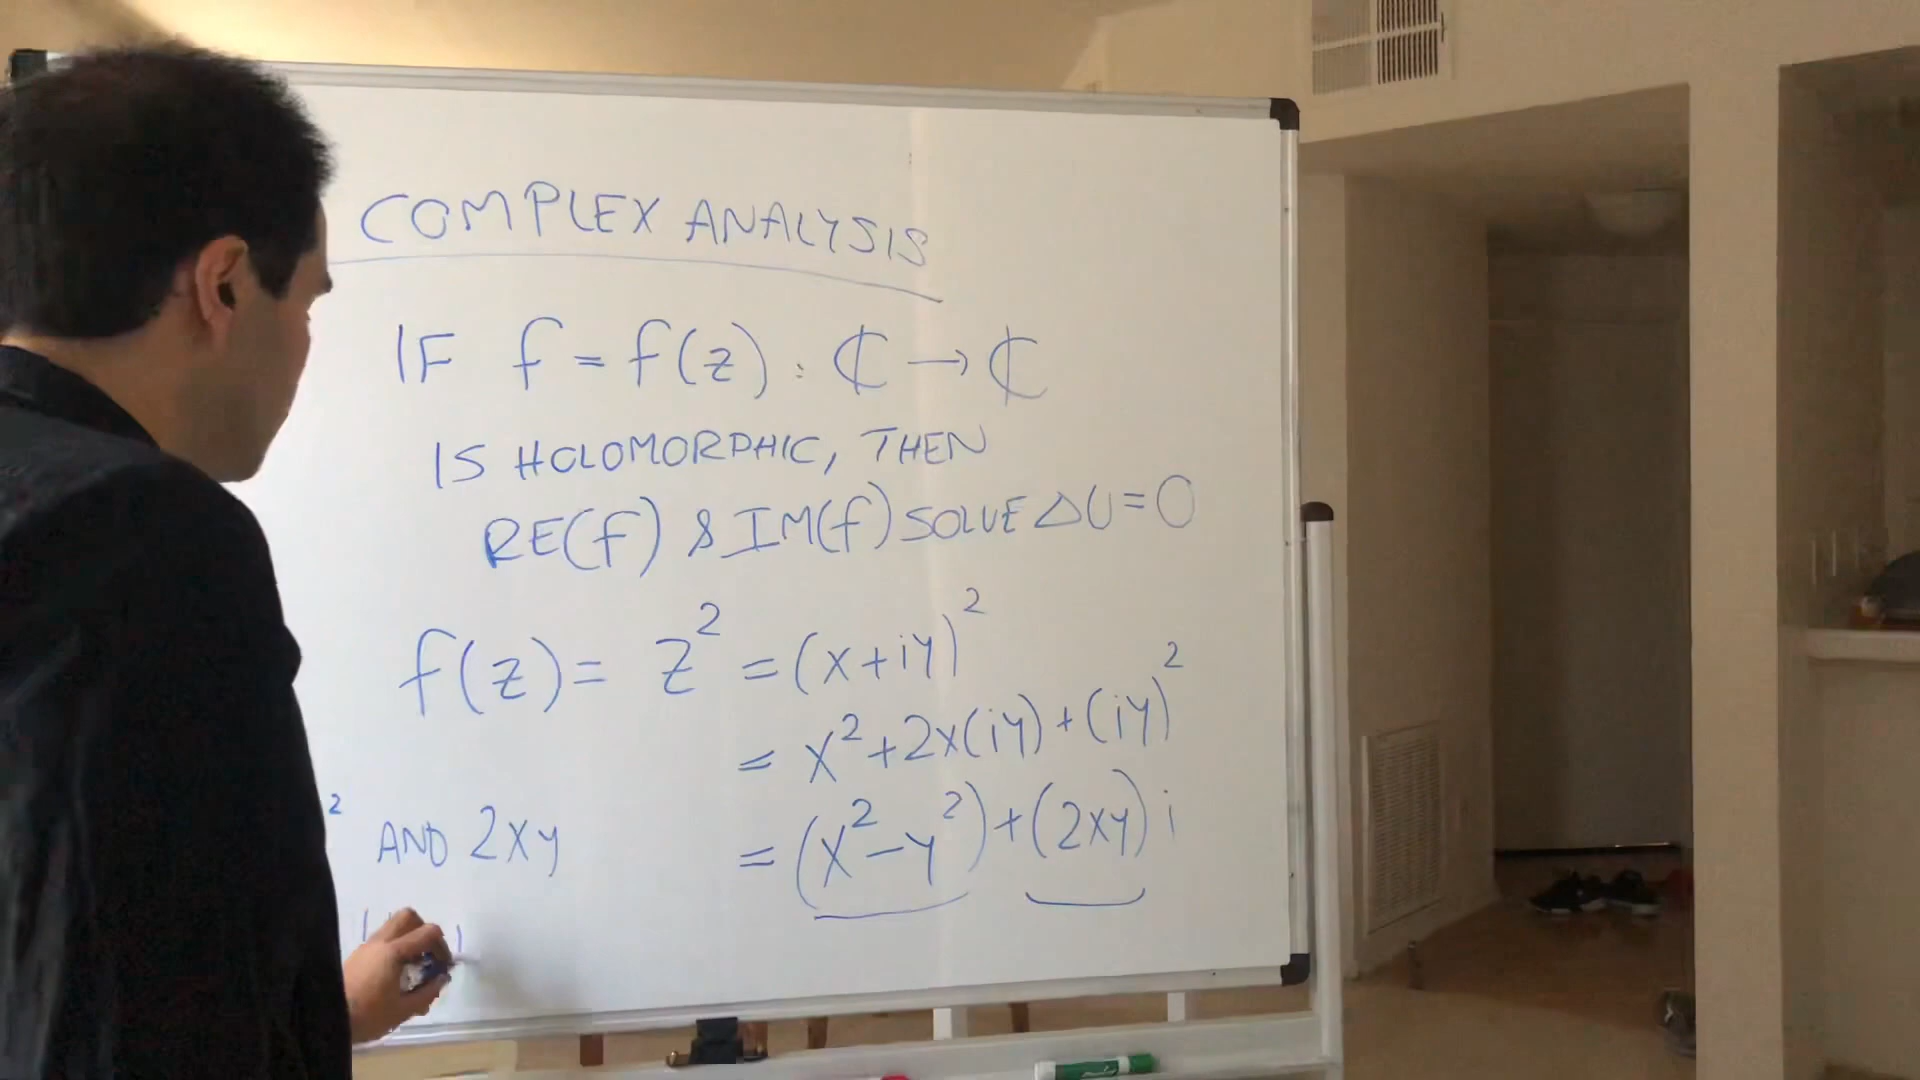 COMPLEX ANALYSIS
IF f = f(z) : ℂ → ℂ
IS HOLOMORPHIC, THEN
RE(f) & IM(f) SOLVE ΔU = 0
f(z) = z² = (x+iy)²
= x² + 2x(iy) + (iy)²
= (x² − y²) + (2xy) i
² AND 2xy